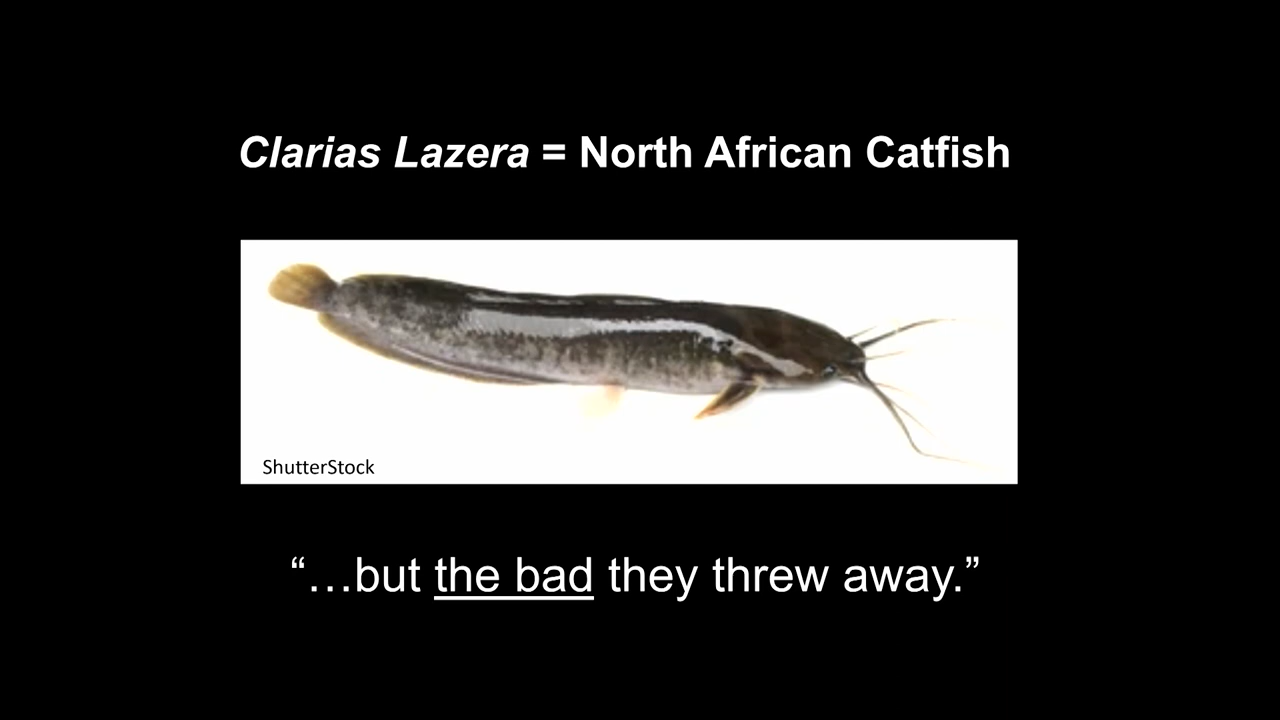 Clarias Lazera = North African Catfish
ShutterStock
“…but the bad they threw away.”